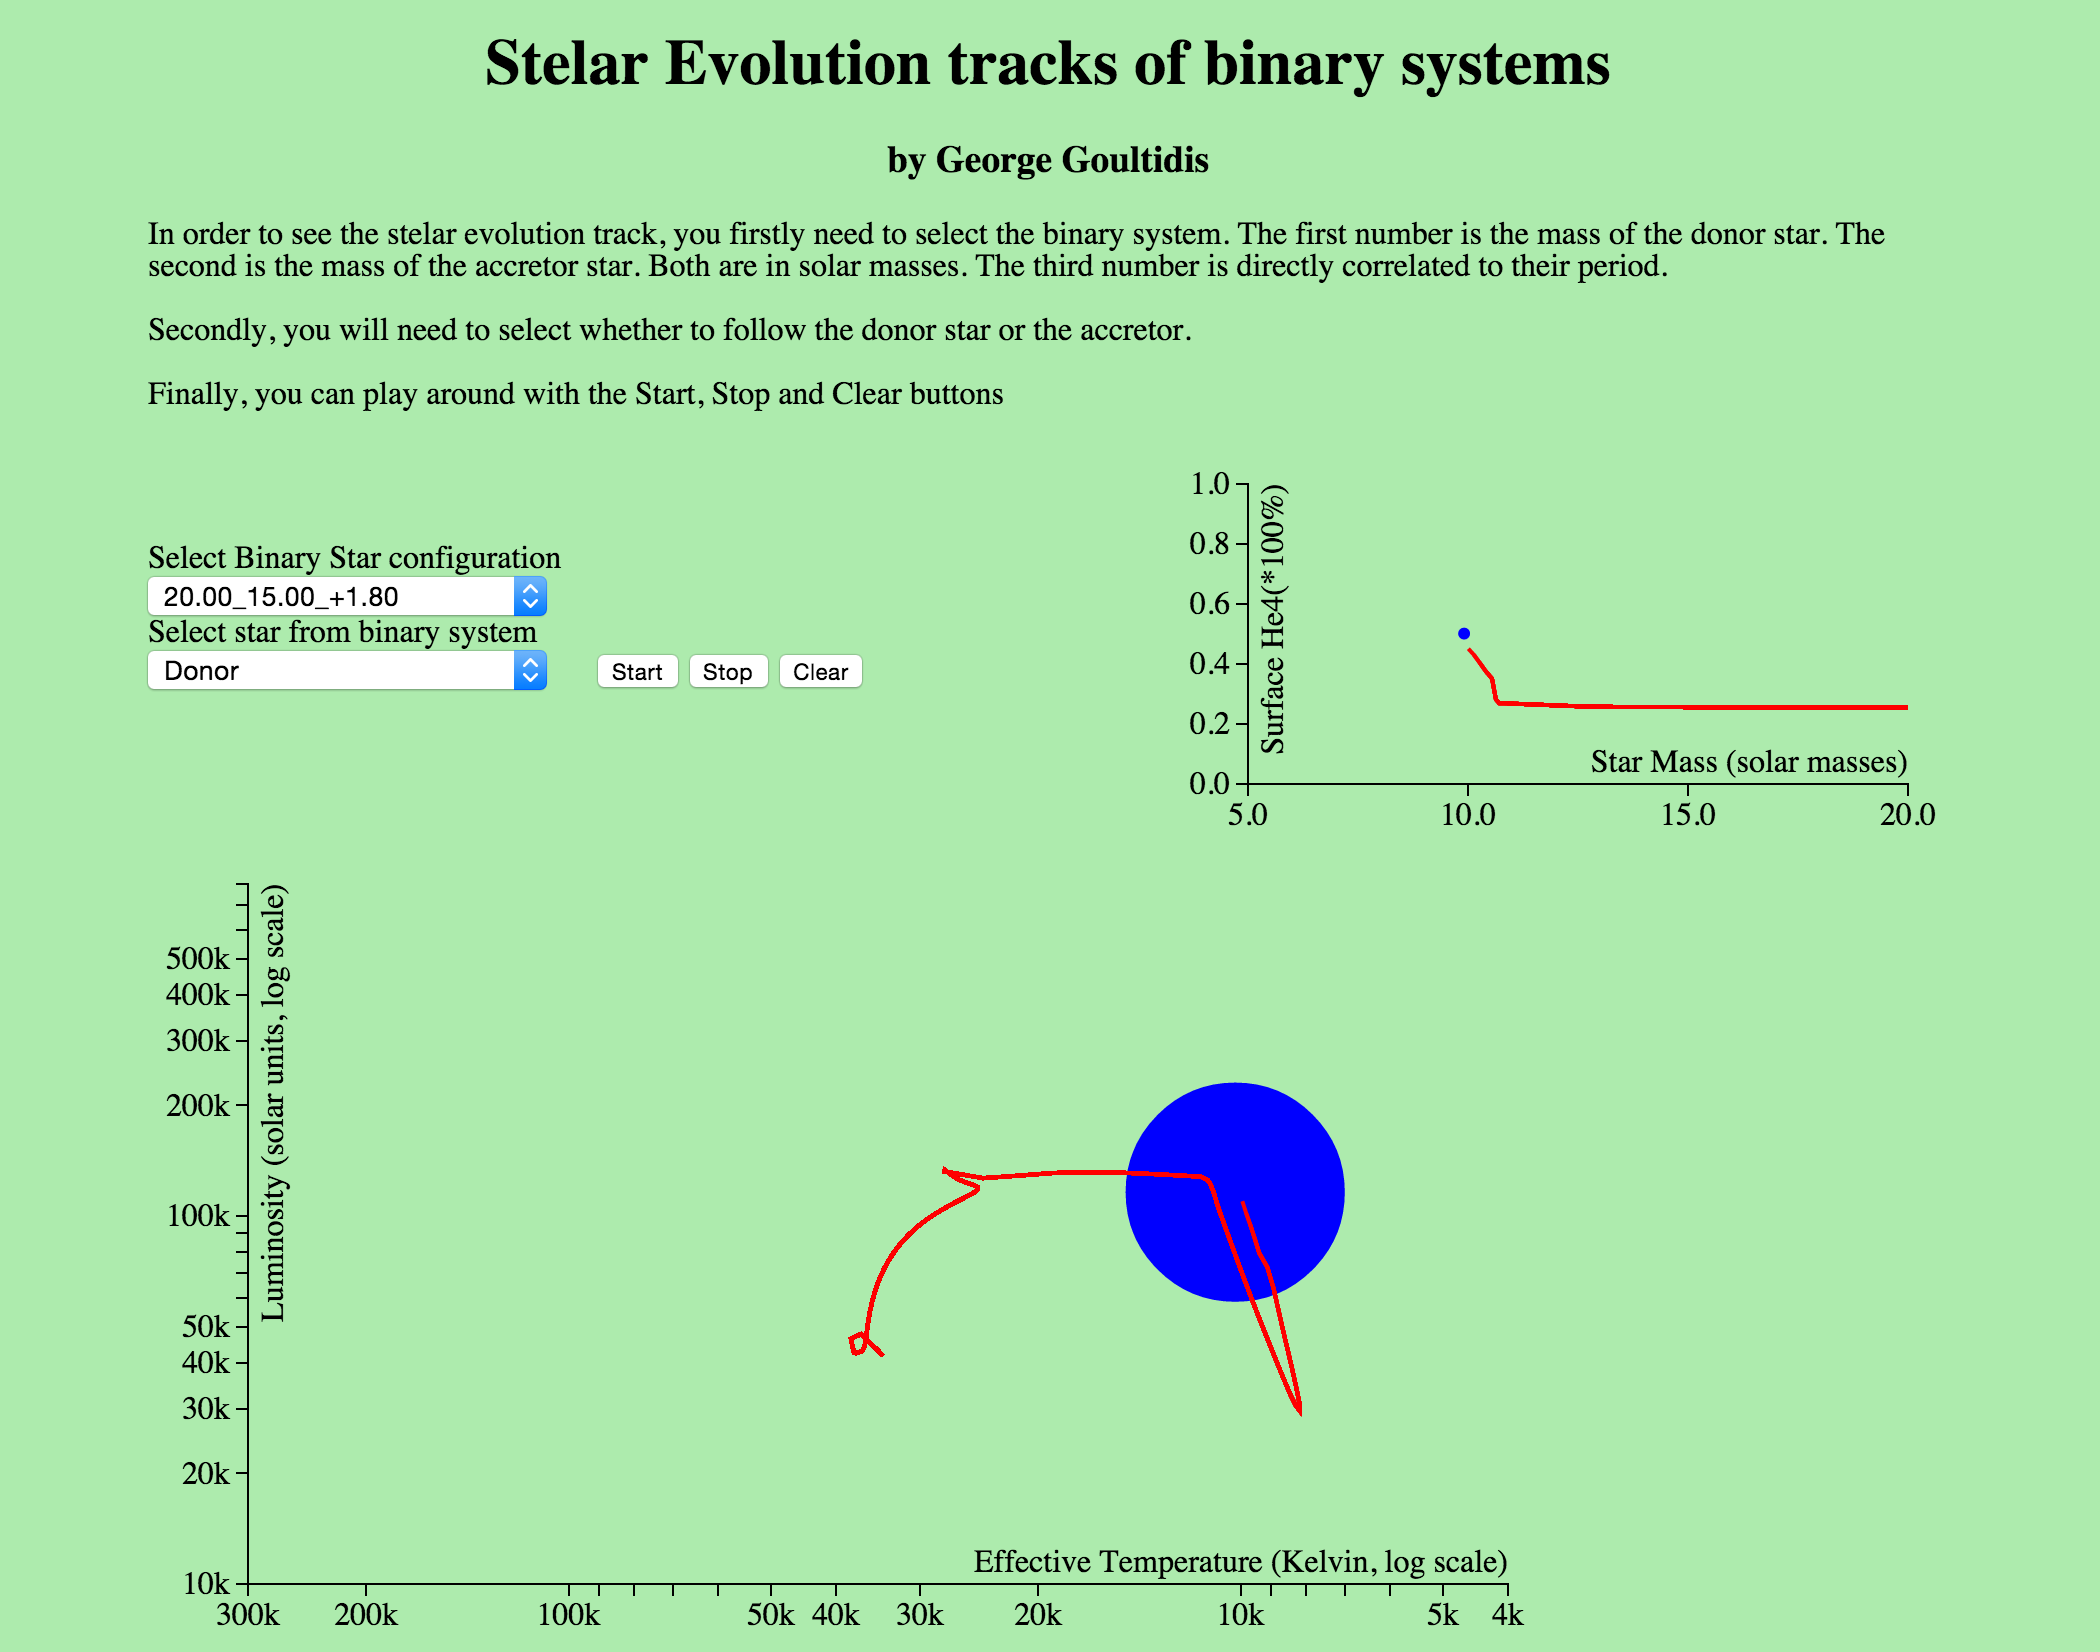 Stelar Evolution tracks of binary systems
by George Goultidis
In order to see the stelar evolution track, you firstly need to select the binary system. The first number is the mass of the donor star. The
second is the mass of the accretor star. Both are in solar masses. The third number is directly correlated to their period.
Secondly, you will need to select whether to follow the donor star or the accretor.
Finally, you can play around with the Start, Stop and Clear buttons
Select Binary Star configuration
20.00_15.00_+1.80
Select star from binary system
Donor
Start Stop Clear
1.0
0.8
0.6
0.4
0.2
0.0
Surface He4(*100%)
Star Mass (solar masses)
5.0 10.0 15.0 20.0
500k
400k
300k
200k
100k
50k
40k
30k
20k
10k
Luminosity (solar units, log scale)
Effective Temperature (Kelvin, log scale)
300k 200k 100k 50k 40k 30k 20k 10k 5k 4k